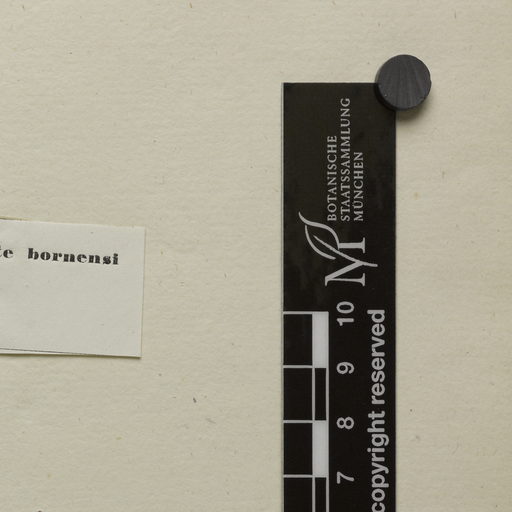 bornensi
BOTANISCHE
STAATSSAMMLUNG
MÜNCHEN
M
10
9
8
7
copyright reserved